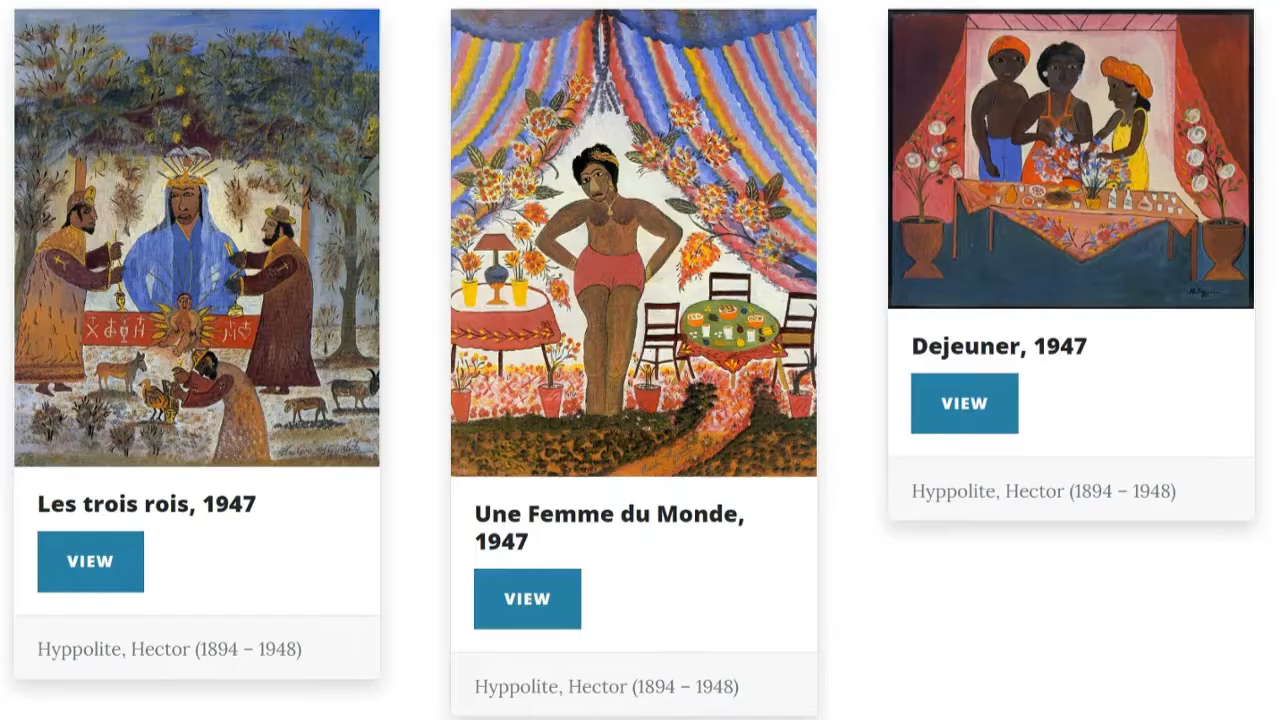 Les trois rois, 1947
VIEW
Hyppolite, Hector (1894 – 1948)
Une Femme du Monde,
1947
VIEW
Hyppolite, Hector (1894 – 1948)
Dejeuner, 1947
VIEW
Hyppolite, Hector (1894 – 1948)